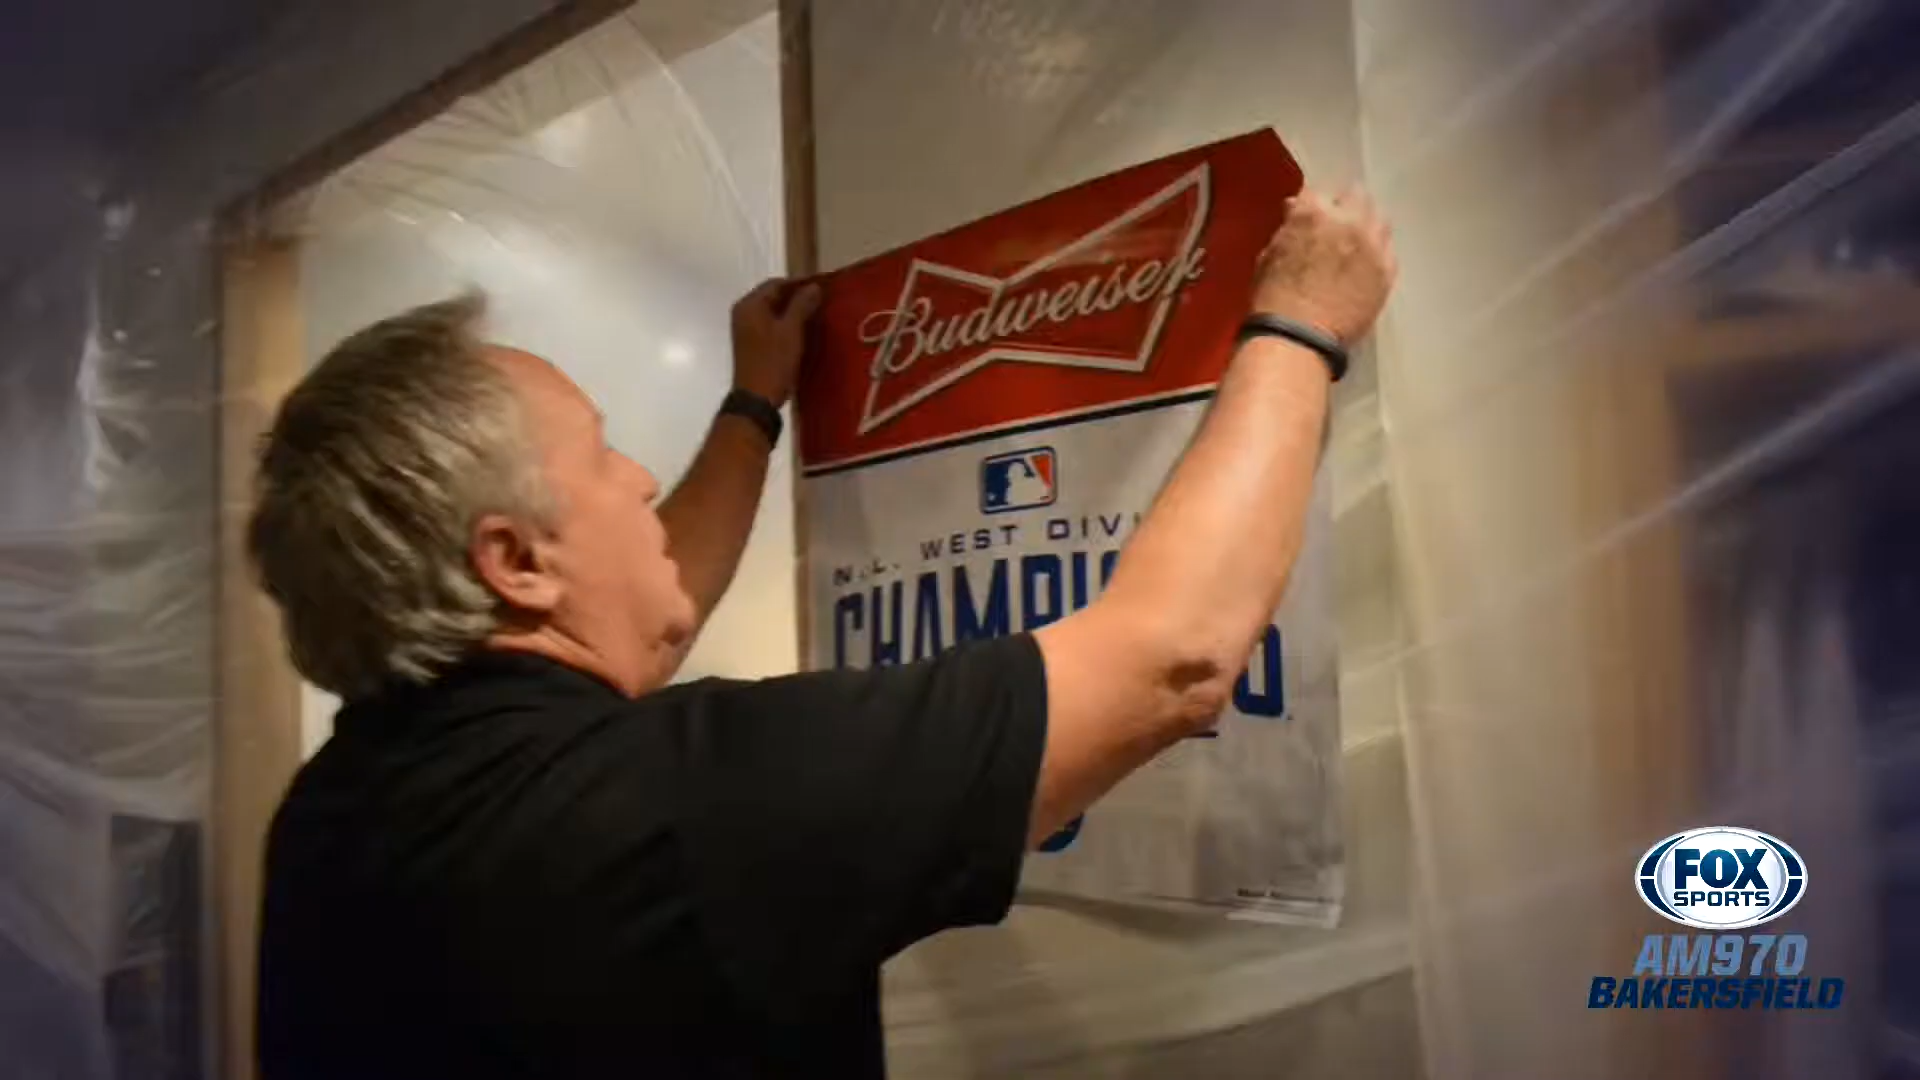 Budweiser
N.L. WEST DIVI
CHAMPI
FOX
SPORTS
AM970
BAKERSFIELD